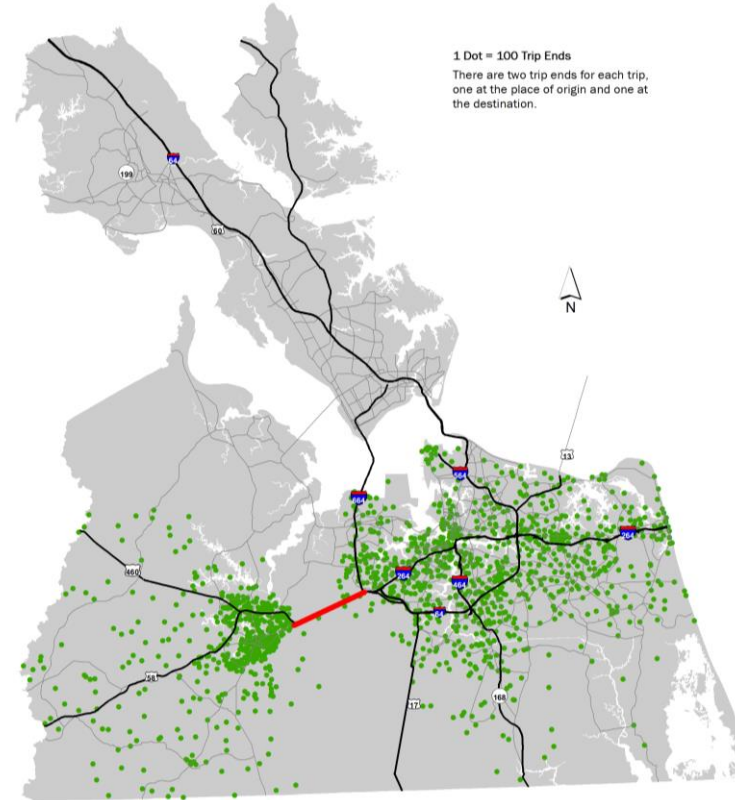 1 Dot = 100 Trip Ends
There are two trip ends for each trip,
one at the place of origin and one at
the destination.
64
199
60
N
13
564
664
264
460
264
464
64
58
168
17